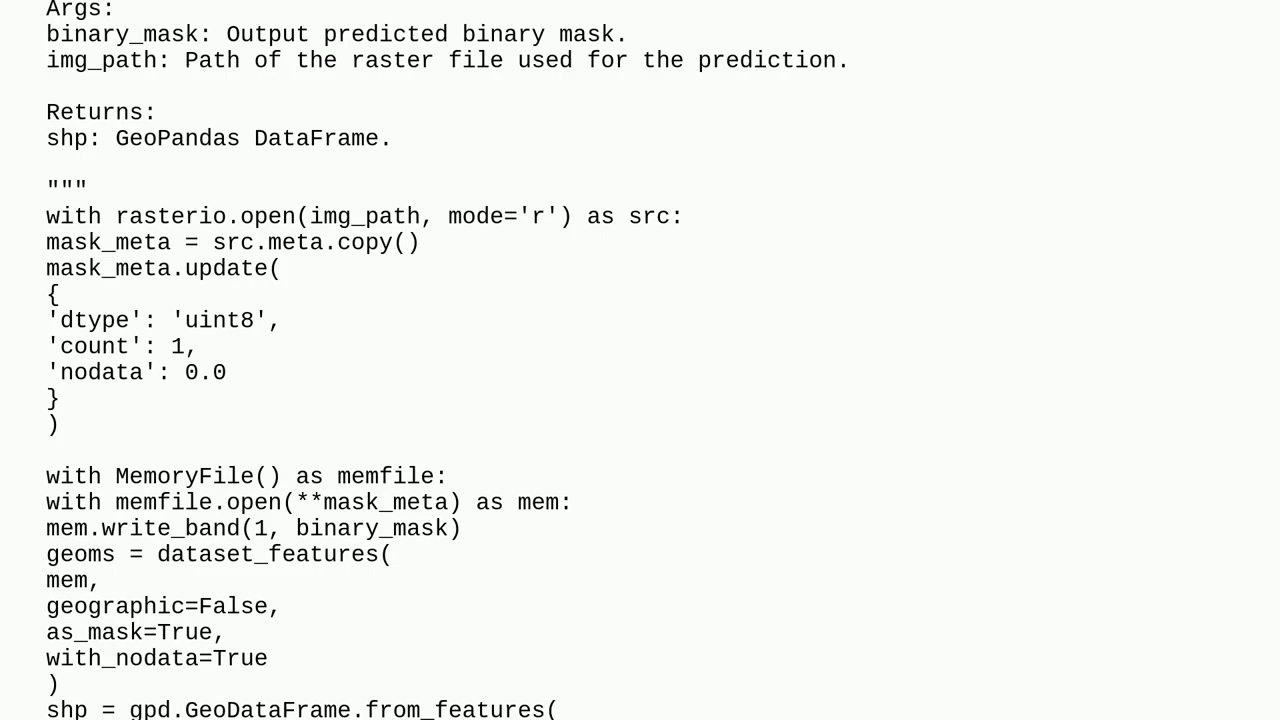 Args:
binary_mask: Output predicted binary mask.
img_path: Path of the raster file used for the prediction.
Returns:
shp: GeoPandas DataFrame.
"""
with rasterio.open(img_path, mode='r') as src:
mask_meta = src.meta.copy()
mask_meta.update(
{
'dtype': 'uint8',
'count': 1,
'nodata': 0.0
}
)
with MemoryFile() as memfile:
with memfile.open(**mask_meta) as mem:
mem.write_band(1, binary_mask)
geoms = dataset_features(
mem,
geographic=False,
as_mask=True,
with_nodata=True
)
shp = gpd.GeoDataFrame.from_features(